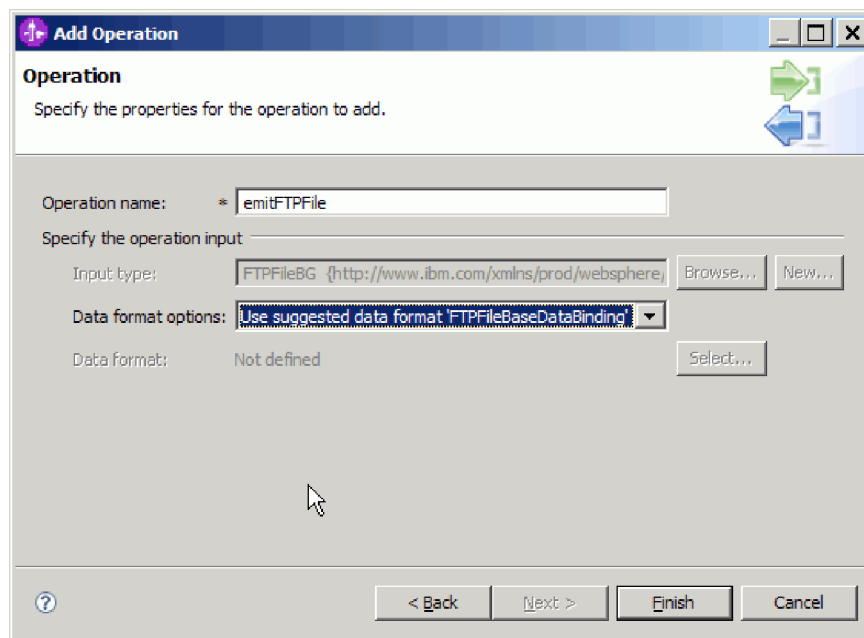 Add Operation
Operation
Specify the properties for the operation to add.
Operation name: * emitFTPFile
Specify the operation input
Input type: FTPFileBG {http://www.ibm.com/xmlns/prod/websphere/ Browse... New...
Data format options: Use suggested data format 'FTPFileBaseDataBinding'
Data format: Not defined Select...
? < Back Next > Finish Cancel